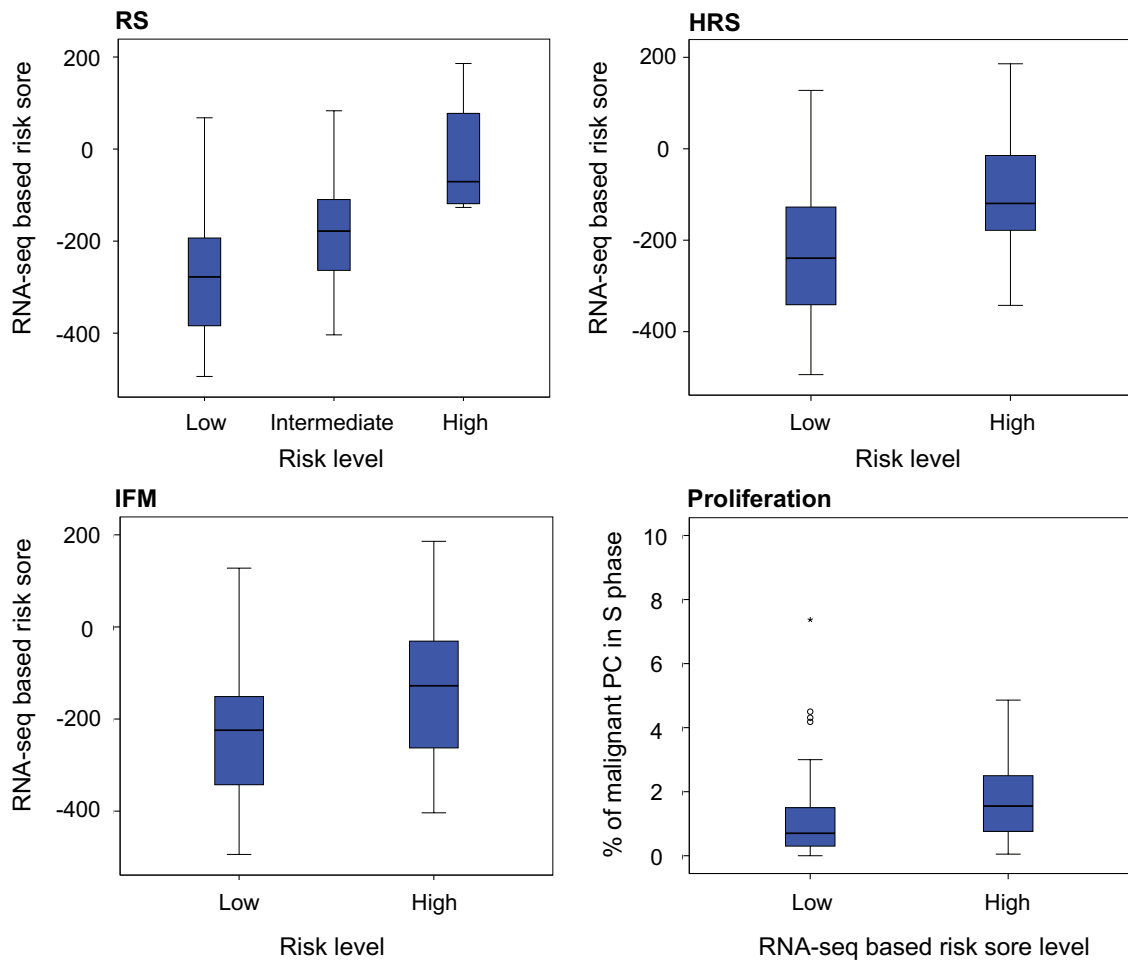 RS
RNA-seq based risk sore
200
0
-200
-400
Low Intermediate High
Risk level
HRS
RNA-seq based risk sore
200
0
-200
-400
Low High
Risk level
IFM
RNA-seq based risk sore
200
0
-200
-400
Low High
Risk level
Proliferation
% of malignant PC in S phase
10
8
6
4
2
0
Low High
RNA-seq based risk sore level